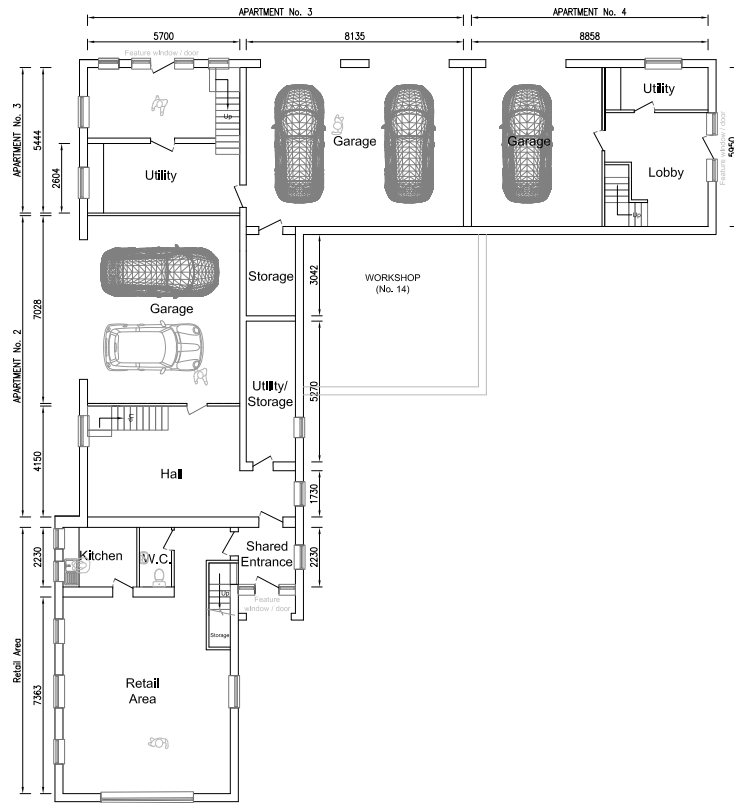 APARTMENT No. 3
APARTMENT No. 4
5700
8135
8858
Feature window / door
APARTMENT No. 3
5444
2604
Up
Utility
Garage
Garage
Utility
Lobby
Up
Feature window / door
5950
APARTMENT No. 2
7028
Garage
Storage
3042
WORKSHOP
(No. 14)
Utility/
Storage
5270
4150
Up
Hall
1730
2230
Kitchen
W.C.
Shared
Entrance
2230
Feature
window / door
Up
Storage
Retail Area
7363
Retail
Area